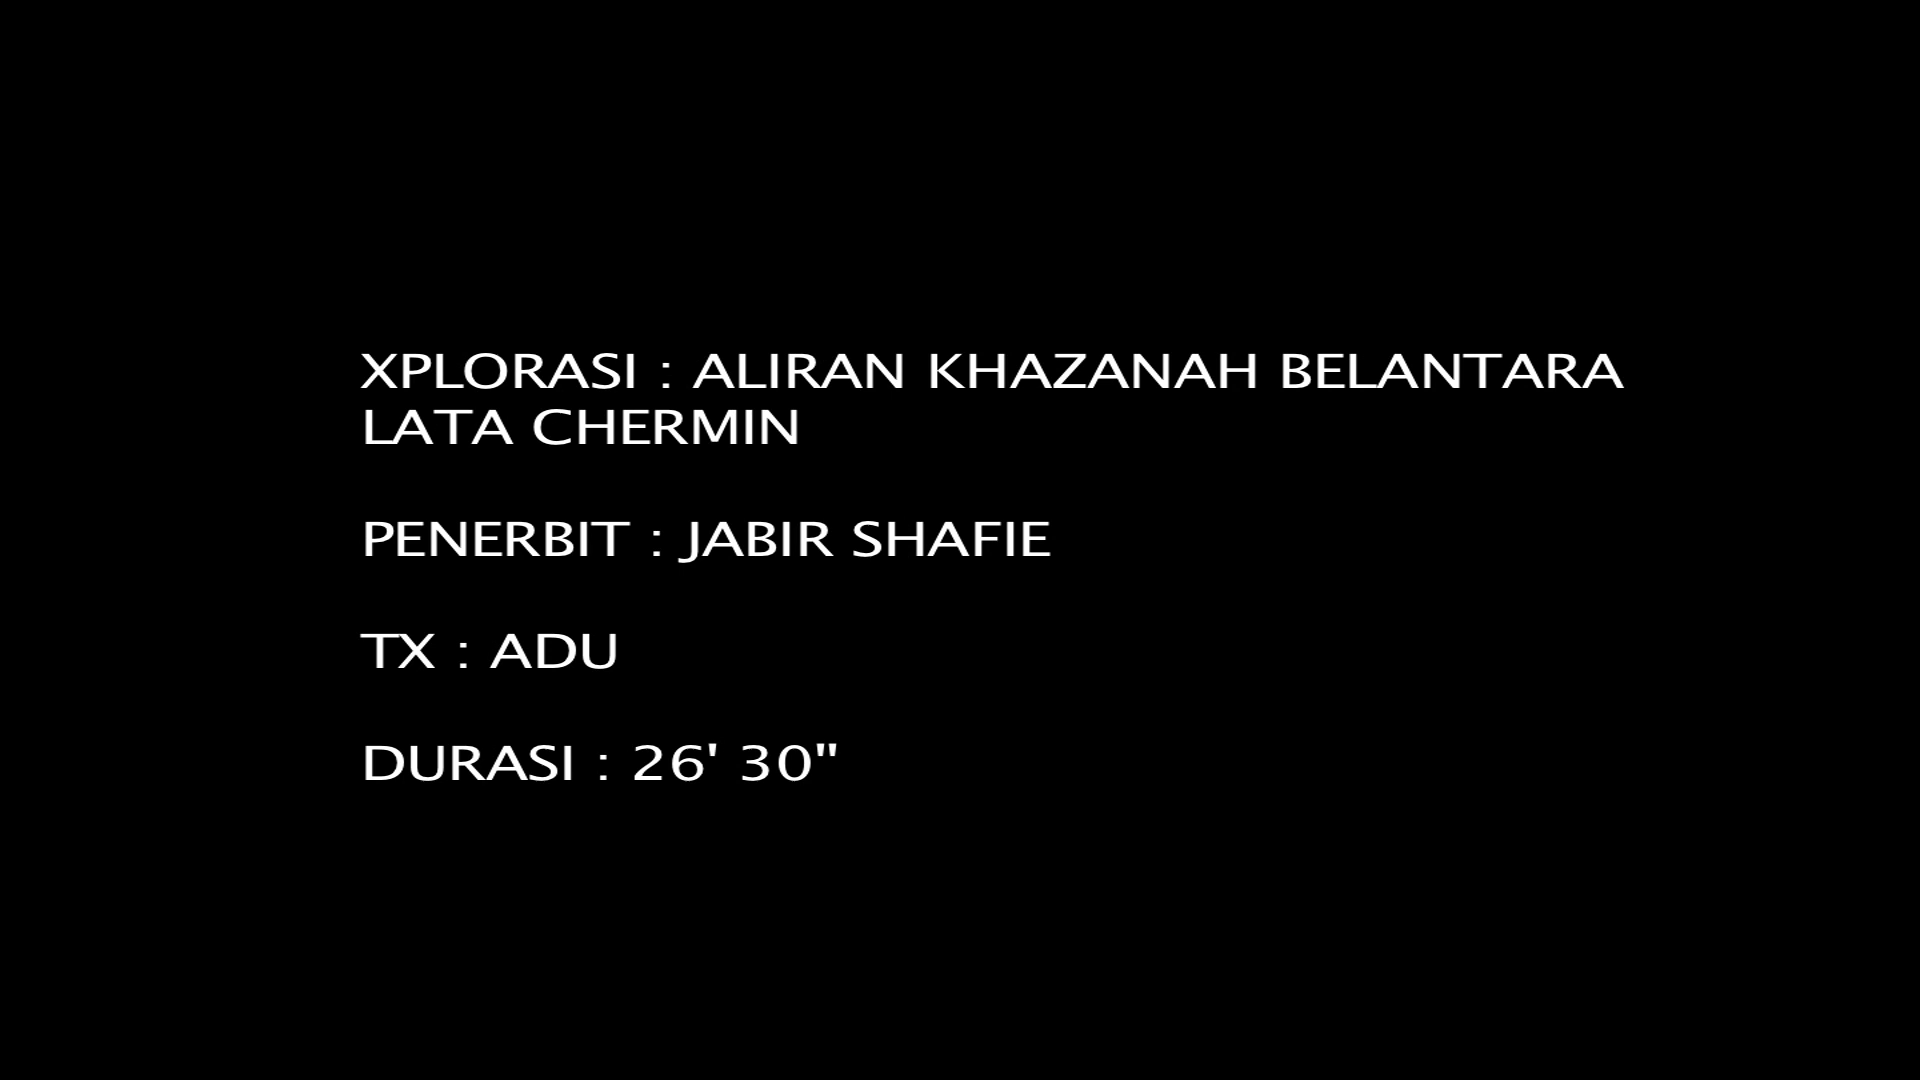 XPLORASI : ALIRAN KHAZANAH BELANTARA
LATA CHERMIN
PENERBIT : JABIR SHAFIE
TX : ADU
DURASI : 26' 30"